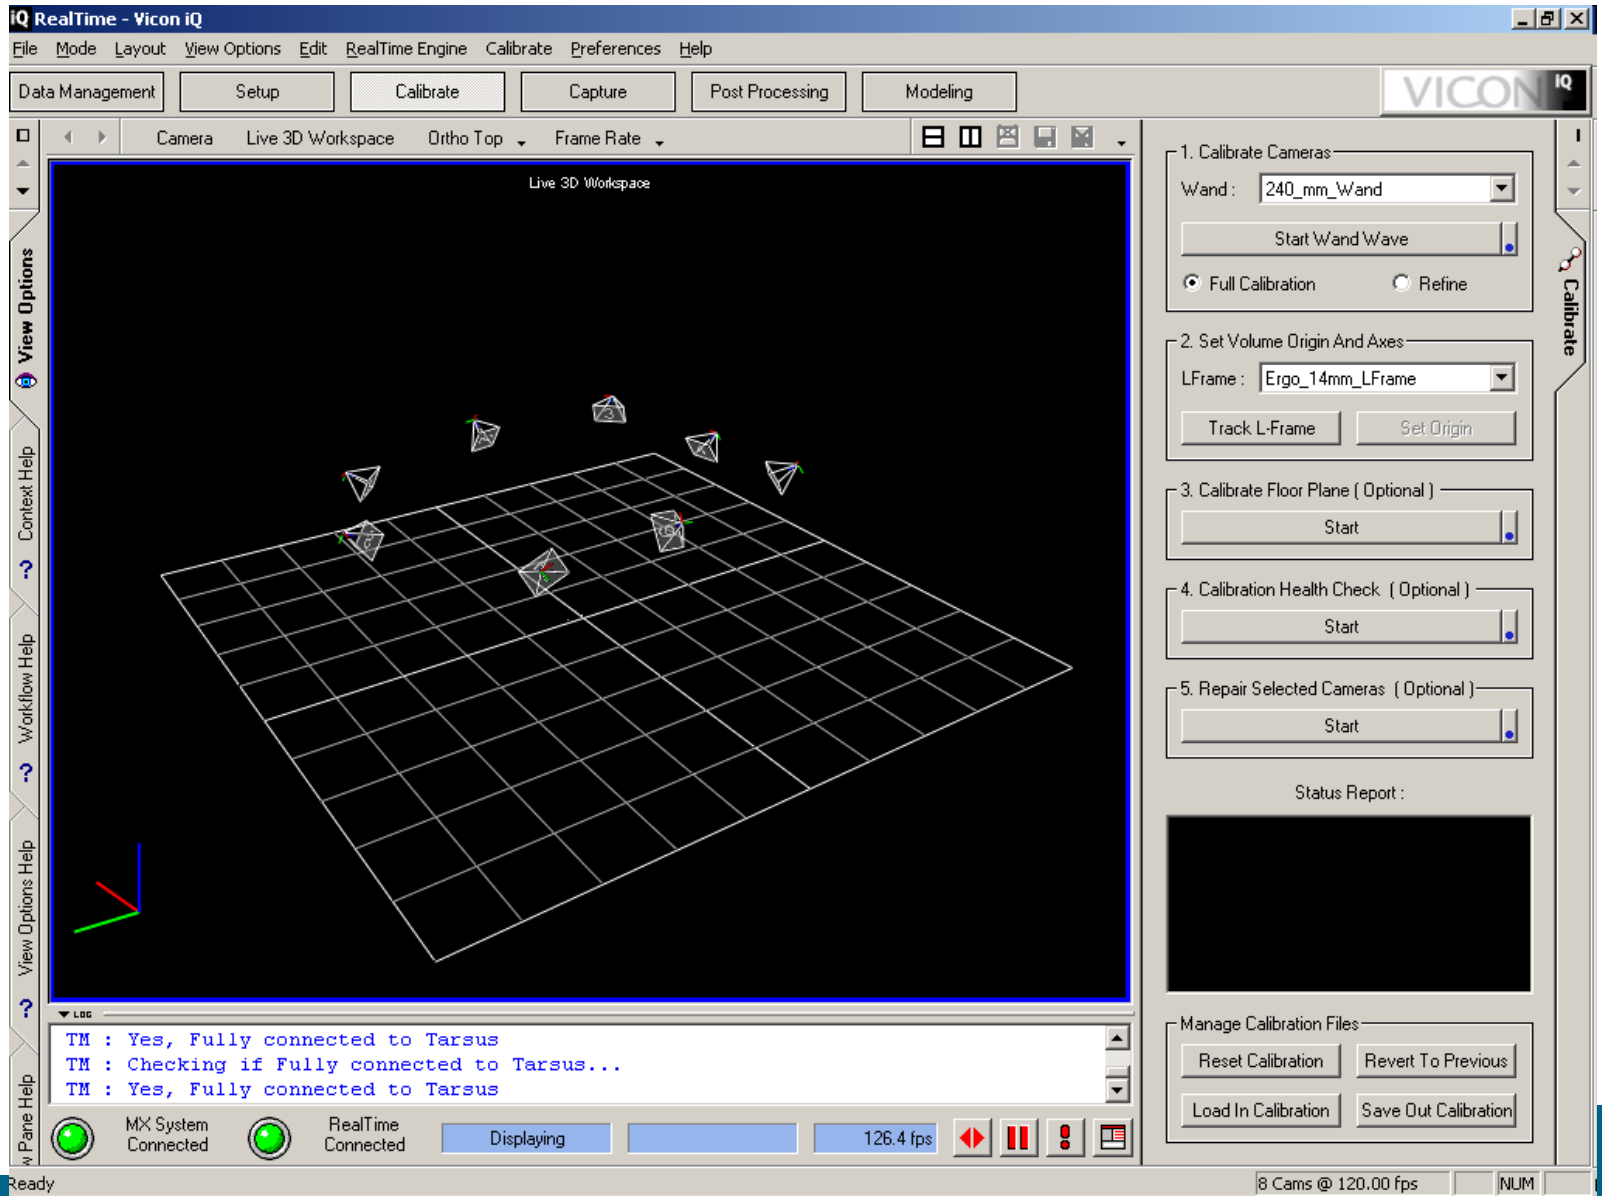 iQ RealTime - Vicon iQ
File Mode Layout View Options Edit RealTime Engine Calibrate Preferences Help
Data Management Setup Calibrate Capture Post Processing Modeling
VICON iQ
Camera Live 3D Workspace Ortho Top Frame Rate
Live 3D Workspace
View Options
Context Help
?
Workflow Help
?
View Options Help
?
Pane Help
1. Calibrate Cameras
Wand : 240_mm_Wand
Start Wand Wave
Full Calibration Refine
2. Set Volume Origin And Axes
LFrame : Ergo_14mm_LFrame
Track L-Frame Set Origin
3. Calibrate Floor Plane ( Optional )
Start
4. Calibration Health Check ( Optional )
Start
5. Repair Selected Cameras ( Optional )
Start
Status Report :
Manage Calibration Files
Reset Calibration Revert To Previous
Load In Calibration Save Out Calibration
Calibrate
3
LOG
TM : Yes, Fully connected to Tarsus
TM : Checking if Fully connected to Tarsus...
TM : Yes, Fully connected to Tarsus
MX System Connected
RealTime Connected
Displaying
126.4 fps
Ready
8 Cams @ 120.00 fps NUM